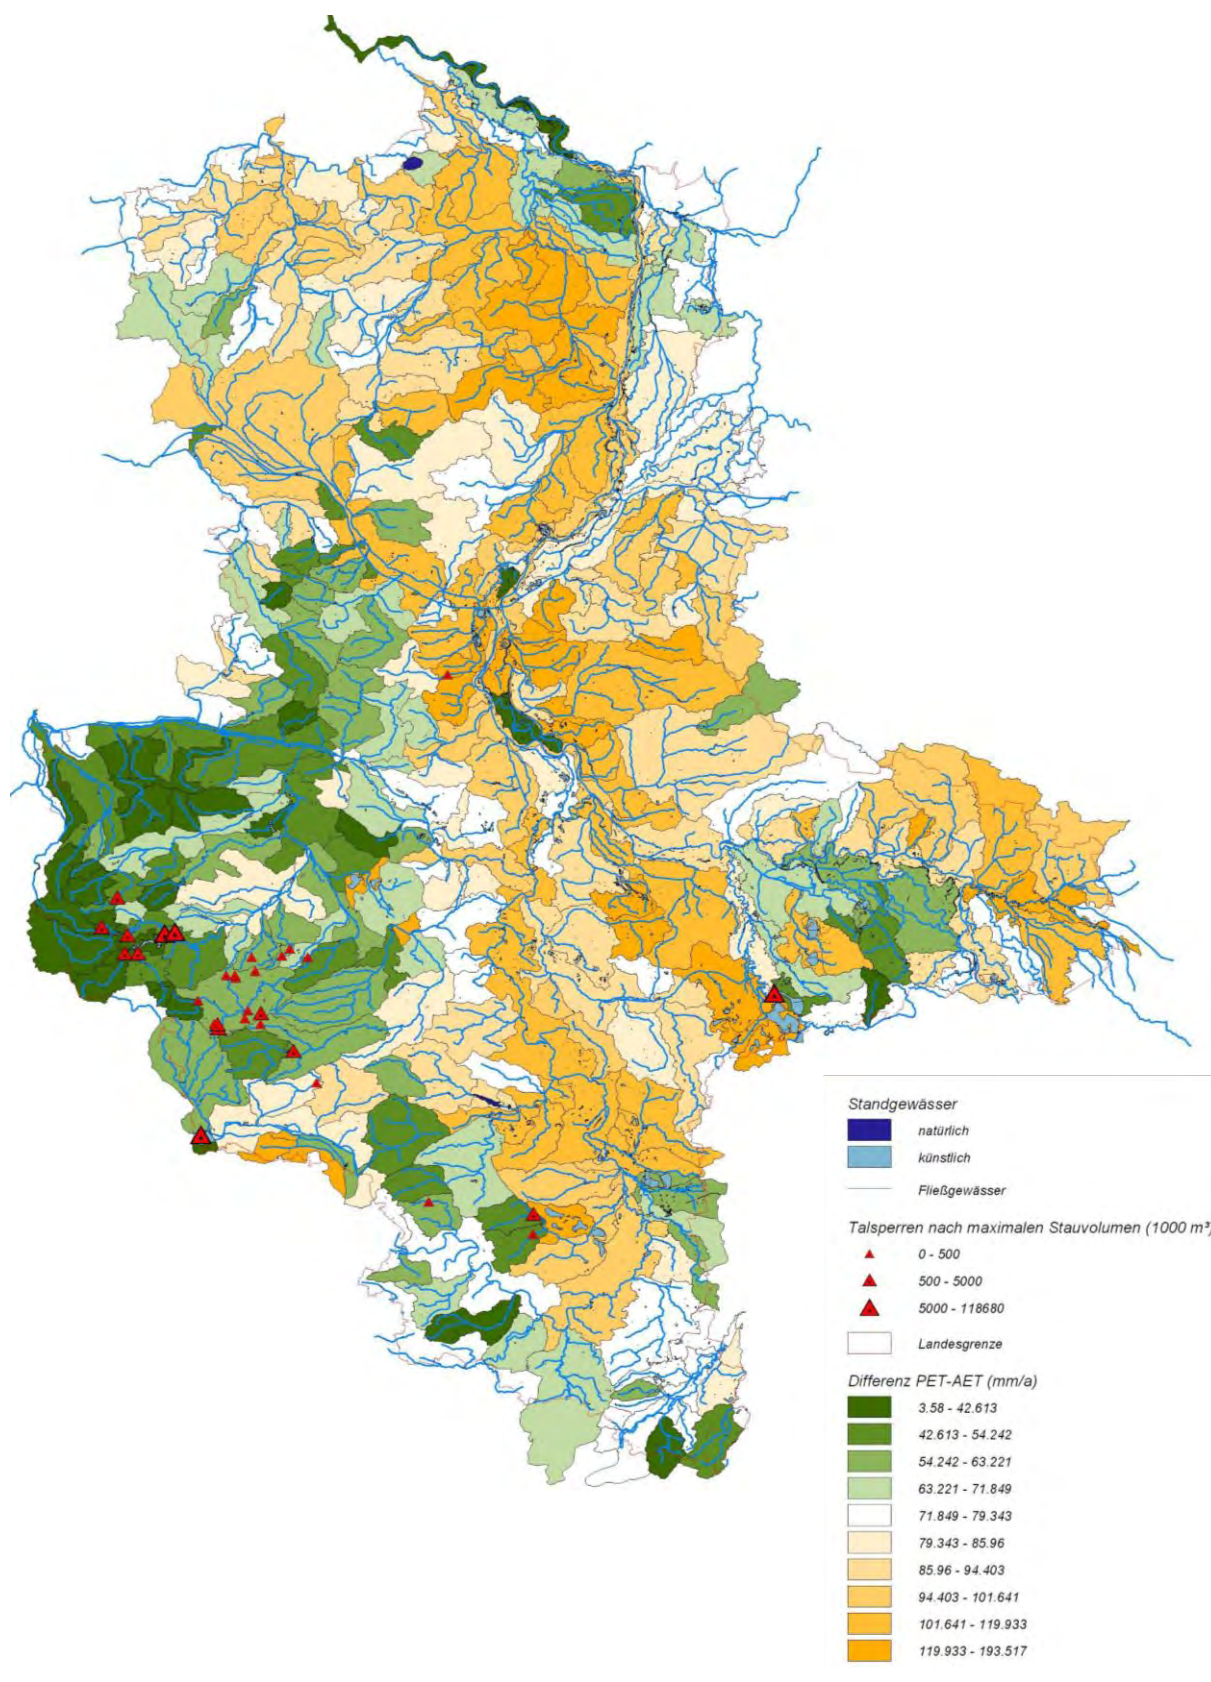 Standgewässer
natürlich
künstlich
Fließgewässer
Talsperren nach maximalen Stauvolumen (1000 m³)
0 - 500
500 - 5000
5000 - 118680
Landesgrenze
Differenz PET-AET (mm/a)
3.58 - 42.613
42.613 - 54.242
54.242 - 63.221
63.221 - 71.849
71.849 - 79.343
79.343 - 85.96
85.96 - 94.403
94.403 - 101.641
101.641 - 119.933
119.933 - 193.517